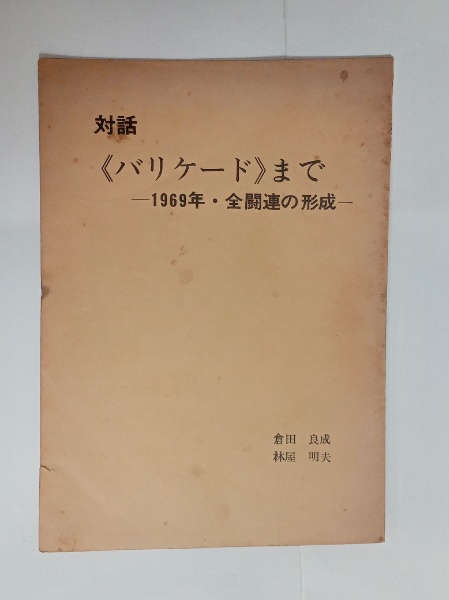 対話
《バリケード》まで
—1969年・全闘連の形成—
倉田　良成
林屋　明夫